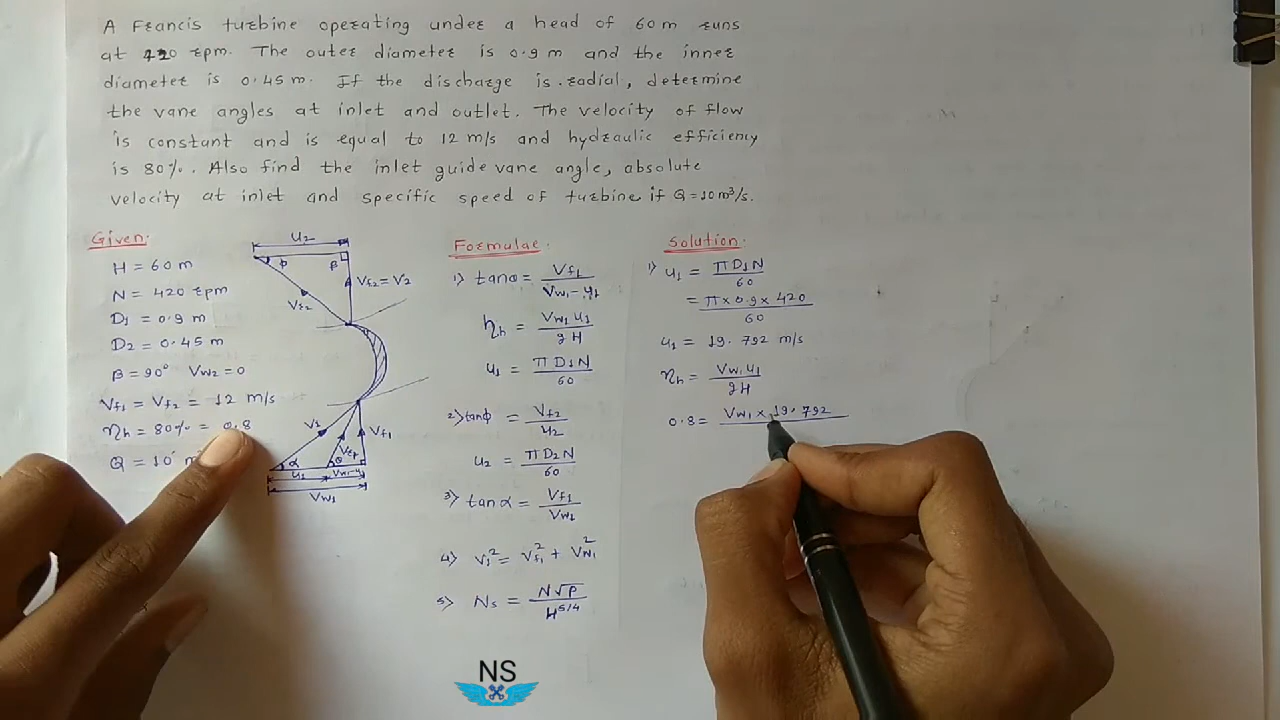 A Francis turbine operating under a head of 60 m runs
at 420 rpm. The outer diameter is 0.9 m and the inner
diameter is 0.45 m. If the discharge is radial, determine
the vane angles at inlet and outlet. The velocity of flow
is constant and is equal to 12 m/s and hydraulic efficiency
is 80%. Also find the inlet guide vane angle, absolute
velocity at inlet and specific speed of turbine if Q = 10 m³/s.
Given:
H = 60 m
N = 420 rpm
D1 = 0.9 m
D2 = 0.45 m
β = 90° Vw2 = 0
Vf1 = Vf2 = 12 m/s
ηh = 80% = 0.8
Q = 10 m
u2
ϕ β
Vr2
Vf2 = V2
V1 Vr1 Vf1
α θ
u1 Vw1-u1
Vw1
Formulae:
1) tanθ = Vf1 / Vw1 - u1
ηh = Vw1 u1 / gH
u1 = π D1 N / 60
2) tanϕ = Vf2 / u2
u2 = π D2 N / 60
3) tan α = Vf1 / Vw1
4) V1² = Vf1² + Vw1²
5) Ns = N√P / H^5/4
Solution:
1) u1 = π D1 N / 60
= π × 0.9 × 420 / 60
u1 = 19.792 m/s
ηh = Vw1 u1 / gH
0.8 = Vw1 × 19.792
NS